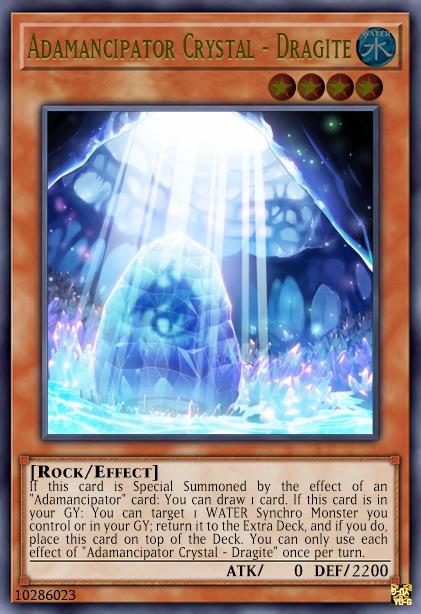 Adamancipator Crystal - Dragite
WATER
水
[Rock/Effect]
If this card is Special Summoned by the effect of an
"Adamancipator" card: You can draw 1 card. If this card is in
your GY: You can target 1 WATER Synchro Monster you
control or in your GY; return it to the Extra Deck, and if you do,
place this card on top of the Deck. You can only use each
effect of "Adamancipator Crystal - Dragite" once per turn.
ATK/ 0 DEF/2200
10286023